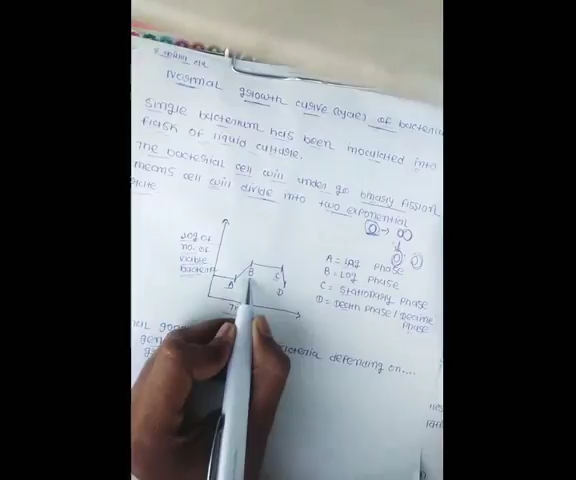 Normal growth curve (cycle) of bacteria
Single bacterium has been inoculated into
flask of liquid culture.
The bacterial cell will under go binary fission
means cell will divide into two exponential
Log of
no. of
viable
bacteria
A
B
C
D
A = Lag phase
B = Log phase
C = Stationary phase
D = Death phase / Decline
phase
bacteria depending on....